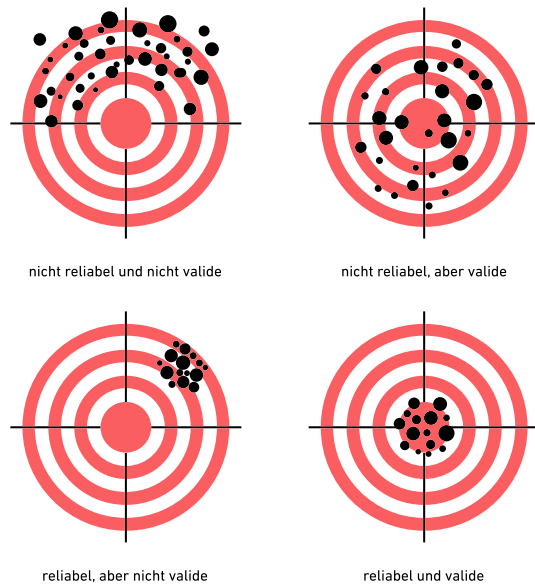 nicht reliabel und nicht valide
nicht reliabel, aber valide
reliabel, aber nicht valide
reliabel und valide